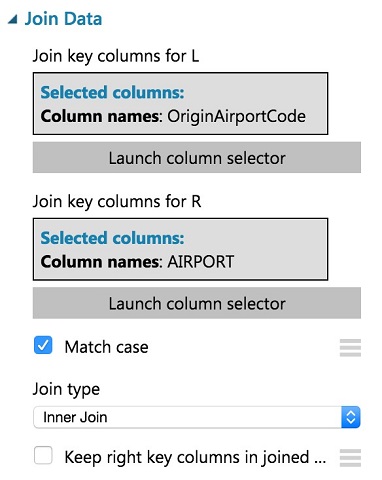 Join Data
Join key columns for L
Selected columns:
Column names: OriginAirportCode
Launch column selector
Join key columns for R
Selected columns:
Column names: AIRPORT
Launch column selector
Match case
Join type
Inner Join
Keep right key columns in joined ...